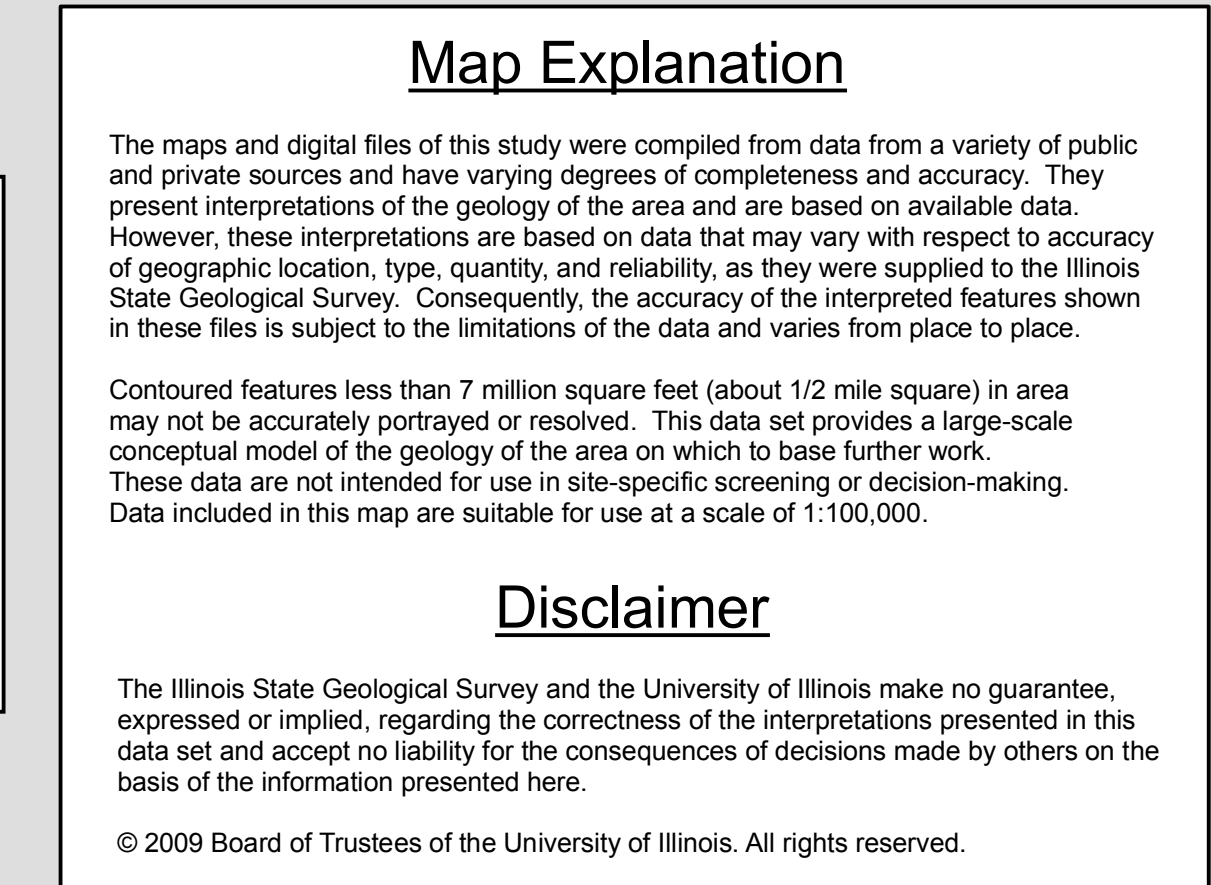 Map Explanation
The maps and digital files of this study were compiled from data from a variety of public
and private sources and have varying degrees of completeness and accuracy.  They
present interpretations of the geology of the area and are based on available data.
However, these interpretations are based on data that may vary with respect to accuracy
of geographic location, type, quantity, and reliability, as they were supplied to the Illinois
State Geological Survey.  Consequently, the accuracy of the interpreted features shown
in these files is subject to the limitations of the data and varies from place to place.
Contoured features less than 7 million square feet (about 1/2 mile square) in area
may not be accurately portrayed or resolved.  This data set provides a large-scale
conceptual model of the geology of the area on which to base further work.
These data are not intended for use in site-specific screening or decision-making.
Data included in this map are suitable for use at a scale of 1:100,000.
Disclaimer
The Illinois State Geological Survey and the University of Illinois make no guarantee,
expressed or implied, regarding the correctness of the interpretations presented in this
data set and accept no liability for the consequences of decisions made by others on the
basis of the information presented here.
© 2009 Board of Trustees of the University of Illinois. All rights reserved.